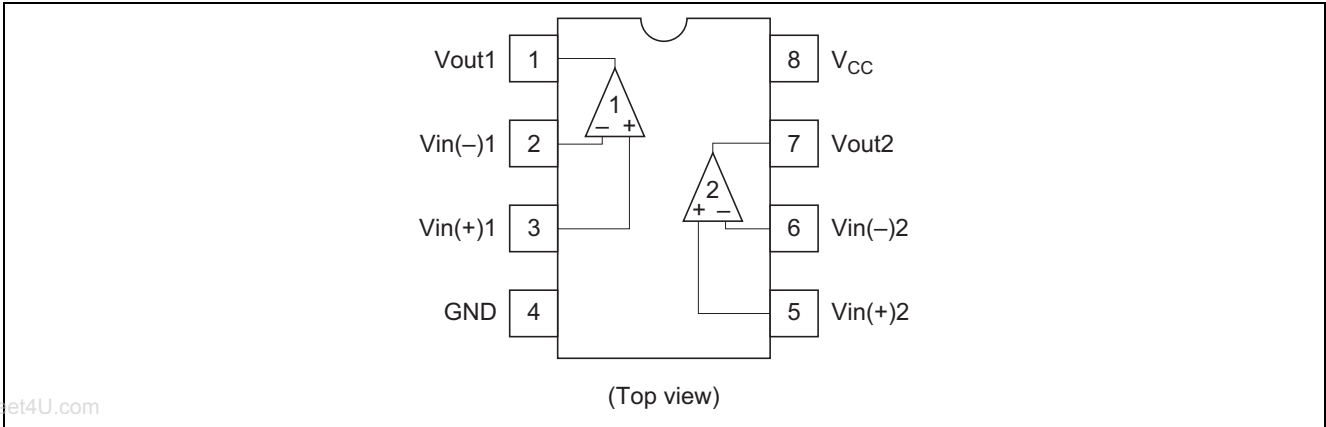 Vout1 1 8 VCC
1
– +
Vin(–)1 2 7 Vout2
2
+ –
Vin(+)1 3 6 Vin(–)2
GND 4 5 Vin(+)2
(Top view)
et4U.com